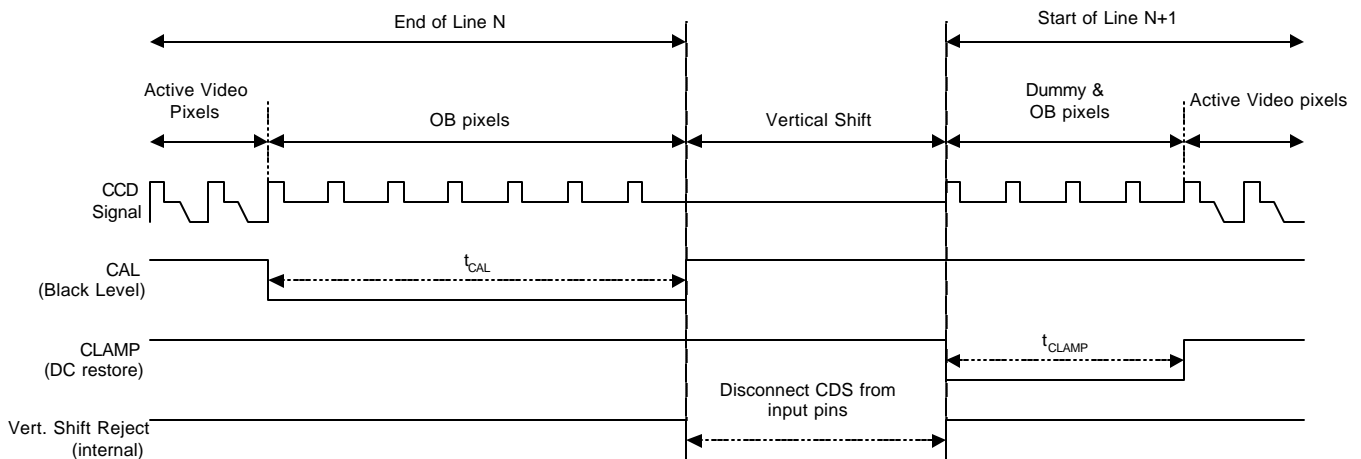 End of Line N
Start of Line N+1
Active Video
Pixels
OB pixels
Vertical Shift
Dummy &
OB pixels
Active Video pixels
CCD
Signal
CAL
(Black Level)
tCAL
CLAMP
(DC restore)
tCLAMP
Disconnect CDS from
input pins
Vert. Shift Reject
(internal)